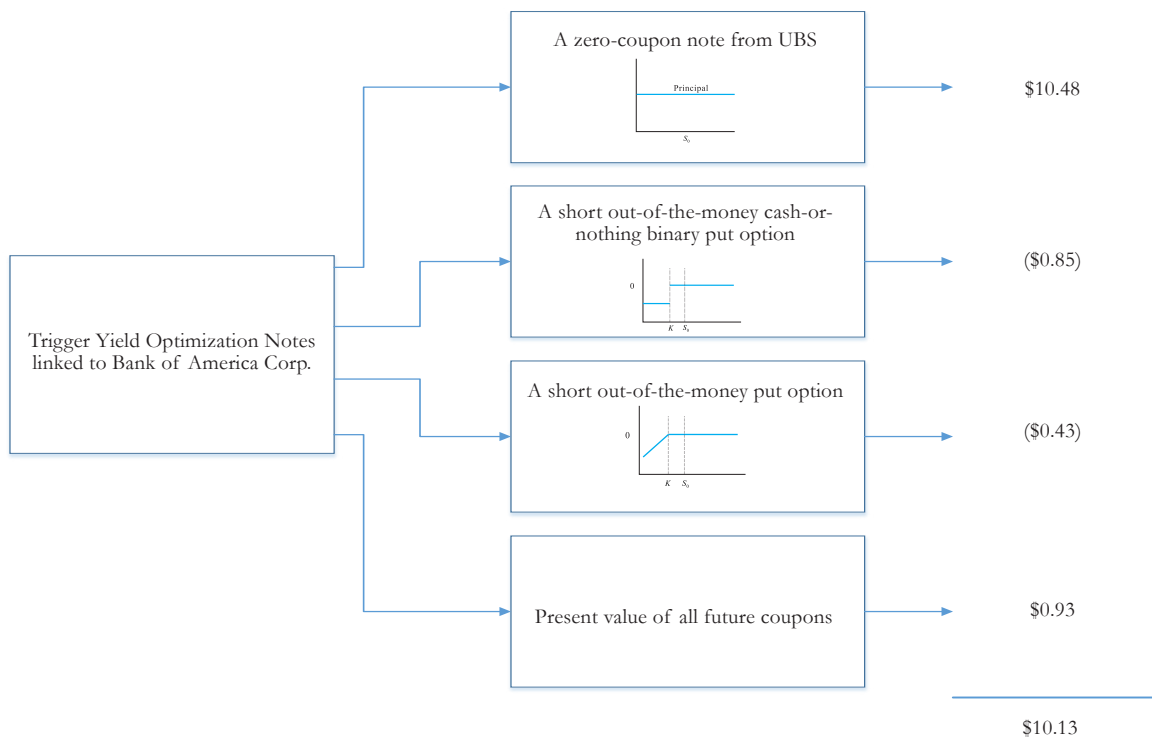 A zero-coupon note from UBS
Principal
S₀
$10.48
A short out-of-the-money cash-or-
nothing binary put option
0
K
S₀
($0.85)
Trigger Yield Optimization Notes
linked to Bank of America Corp.
A short out-of-the-money put option
0
K
S₀
($0.43)
Present value of all future coupons
$0.93
$10.13